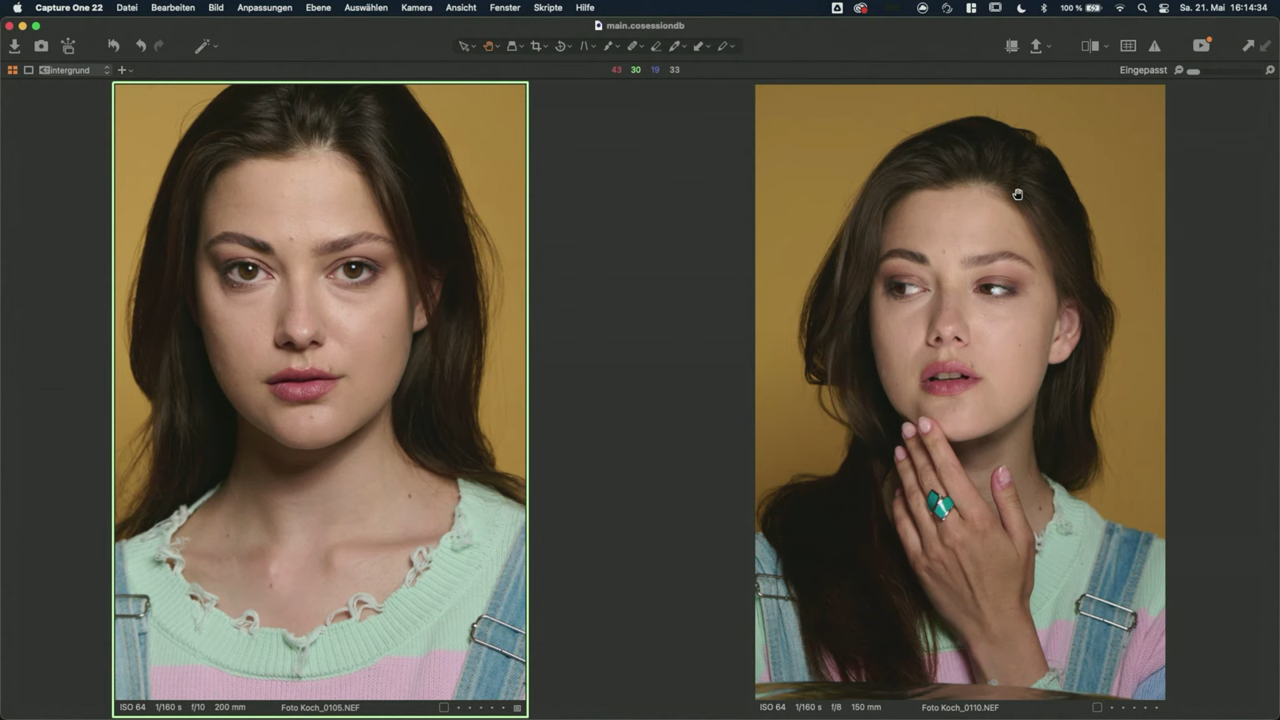 Capture One 22 Datei Bearbeiten Bild Anpassungen Ebene Auswählen Kamera Ansicht Fenster Skripte Hilfe 100 % Sa. 21. Mai 16:14:34
main.cosessiondb
Hintergrund 43 30 19 33 Eingepasst
ISO 64 1/160 s f/10 200 mm Foto Koch_0105.NEF
ISO 64 1/160 s f/8 150 mm Foto Koch_0110.NEF